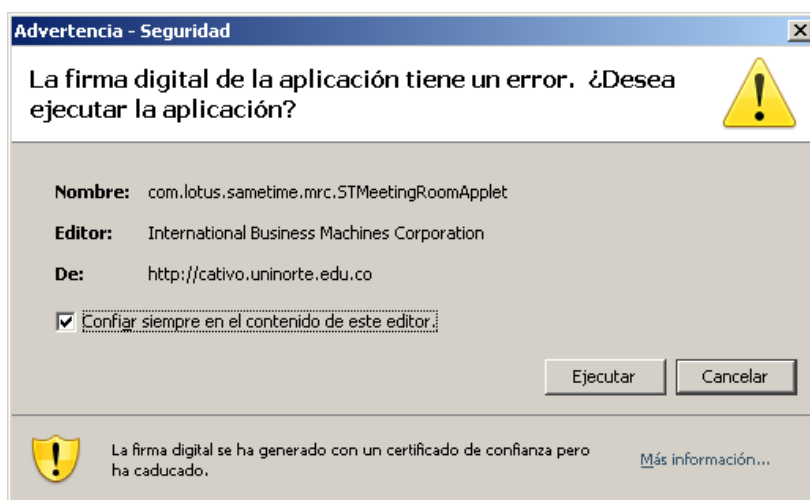 Advertencia - Seguridad
La firma digital de la aplicación tiene un error. ¿Desea
ejecutar la aplicación?
Nombre: com.lotus.sametime.mrc.STMeetingRoomApplet
Editor: International Business Machines Corporation
De: http://cativo.uninorte.edu.co
Confiar siempre en el contenido de este editor.
Ejecutar Cancelar
La firma digital se ha generado con un certificado de confianza pero
ha caducado.
Más información...